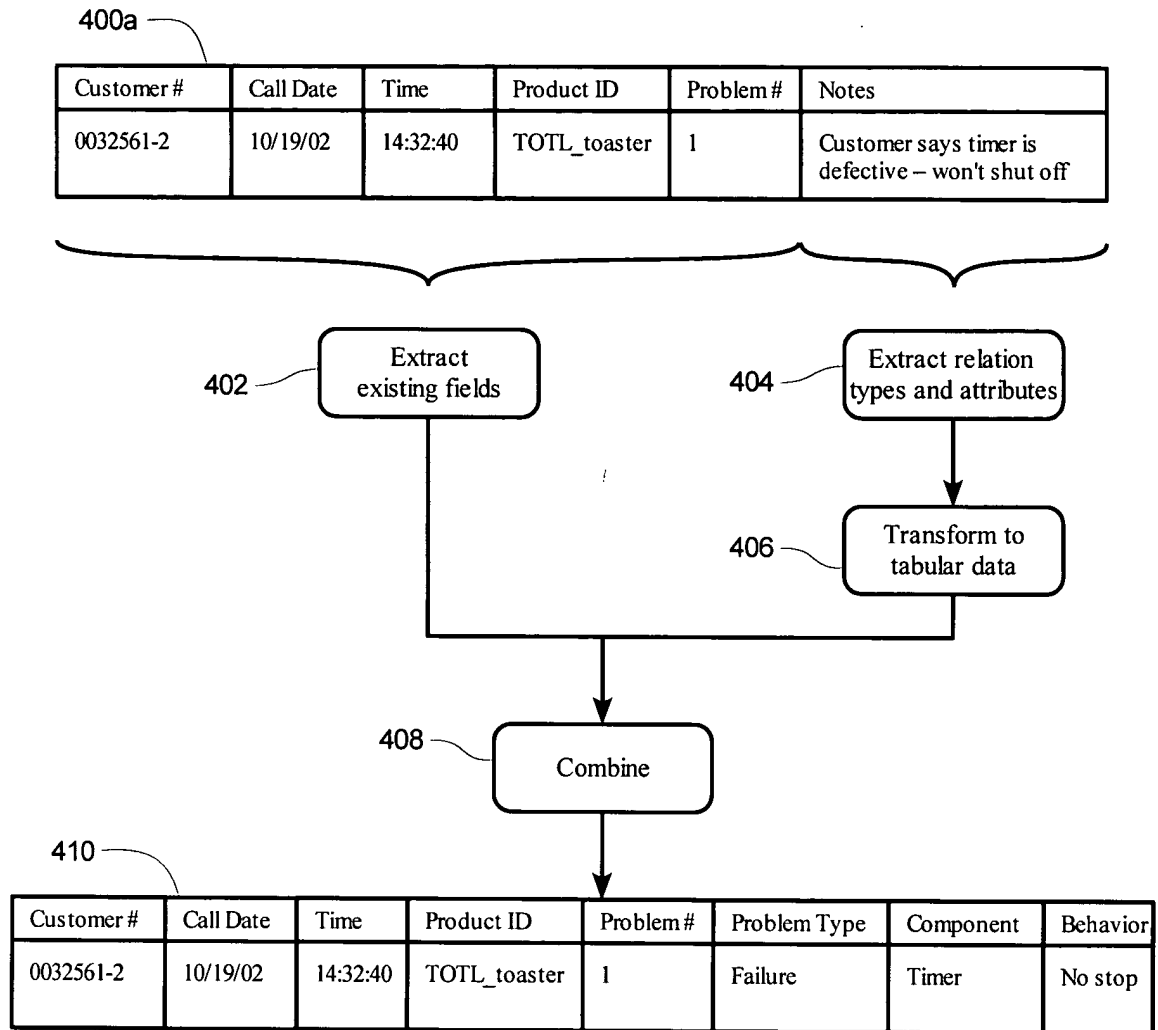 400a
Customer # Call Date Time Product ID Problem # Notes
0032561-2 10/19/02 14:32:40 TOTL_toaster 1 Customer says timer is
defective – won't shut off
Extract
existing fields
402
Extract relation
types and attributes
404
Transform to
tabular data
406
408
Combine
410
Customer # Call Date Time Product ID Problem # Problem Type Component Behavior
0032561-2 10/19/02 14:32:40 TOTL_toaster 1 Failure Timer No stop